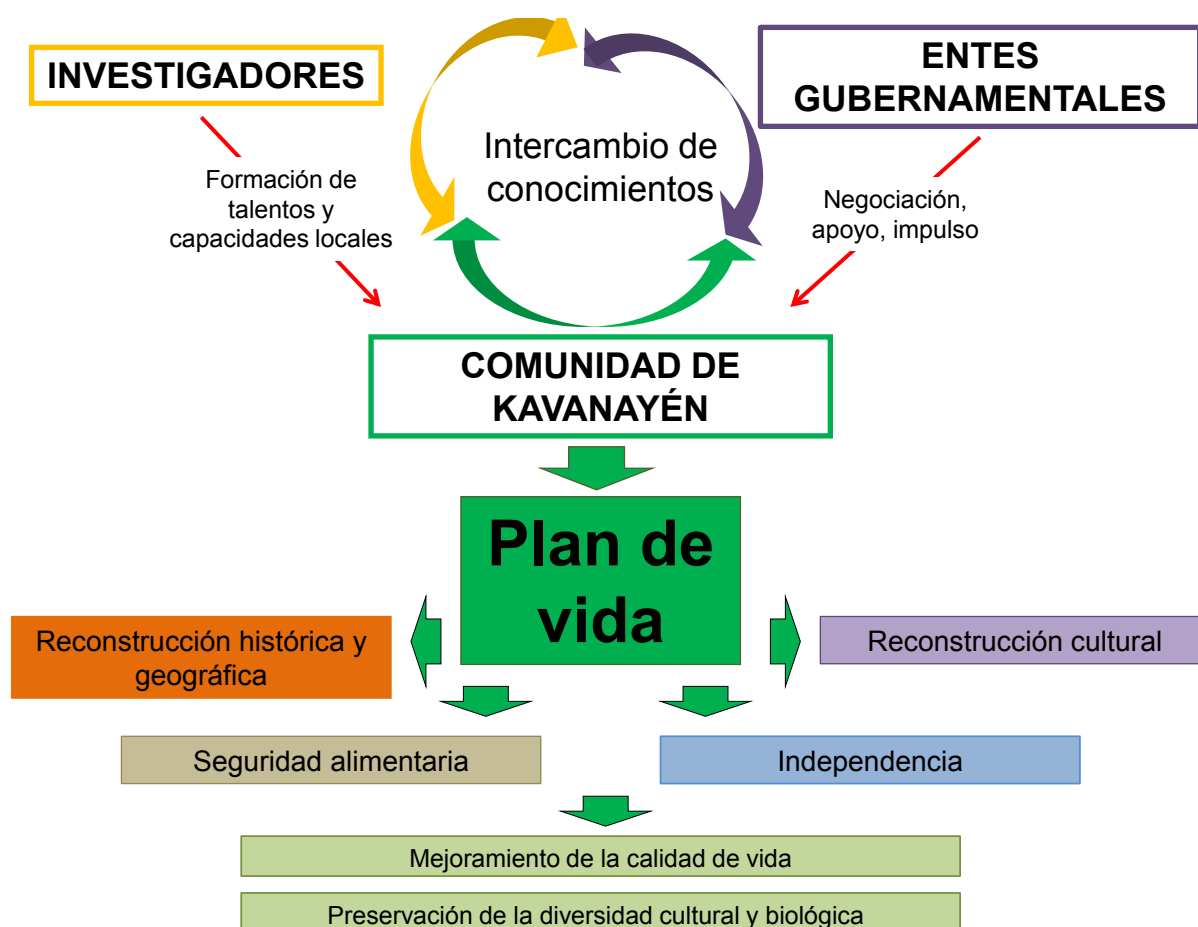 INVESTIGADORES
ENTES
GUBERNAMENTALES
Intercambio de
conocimientos
Formación de
talentos y
capacidades locales
Negociación,
apoyo, impulso
COMUNIDAD DE
KAVANAYÉN
Plan de
vida
Reconstrucción histórica y
geográfica
Reconstrucción cultural
Seguridad alimentaria
Independencia
Mejoramiento de la calidad de vida
Preservación de la diversidad cultural y biológica